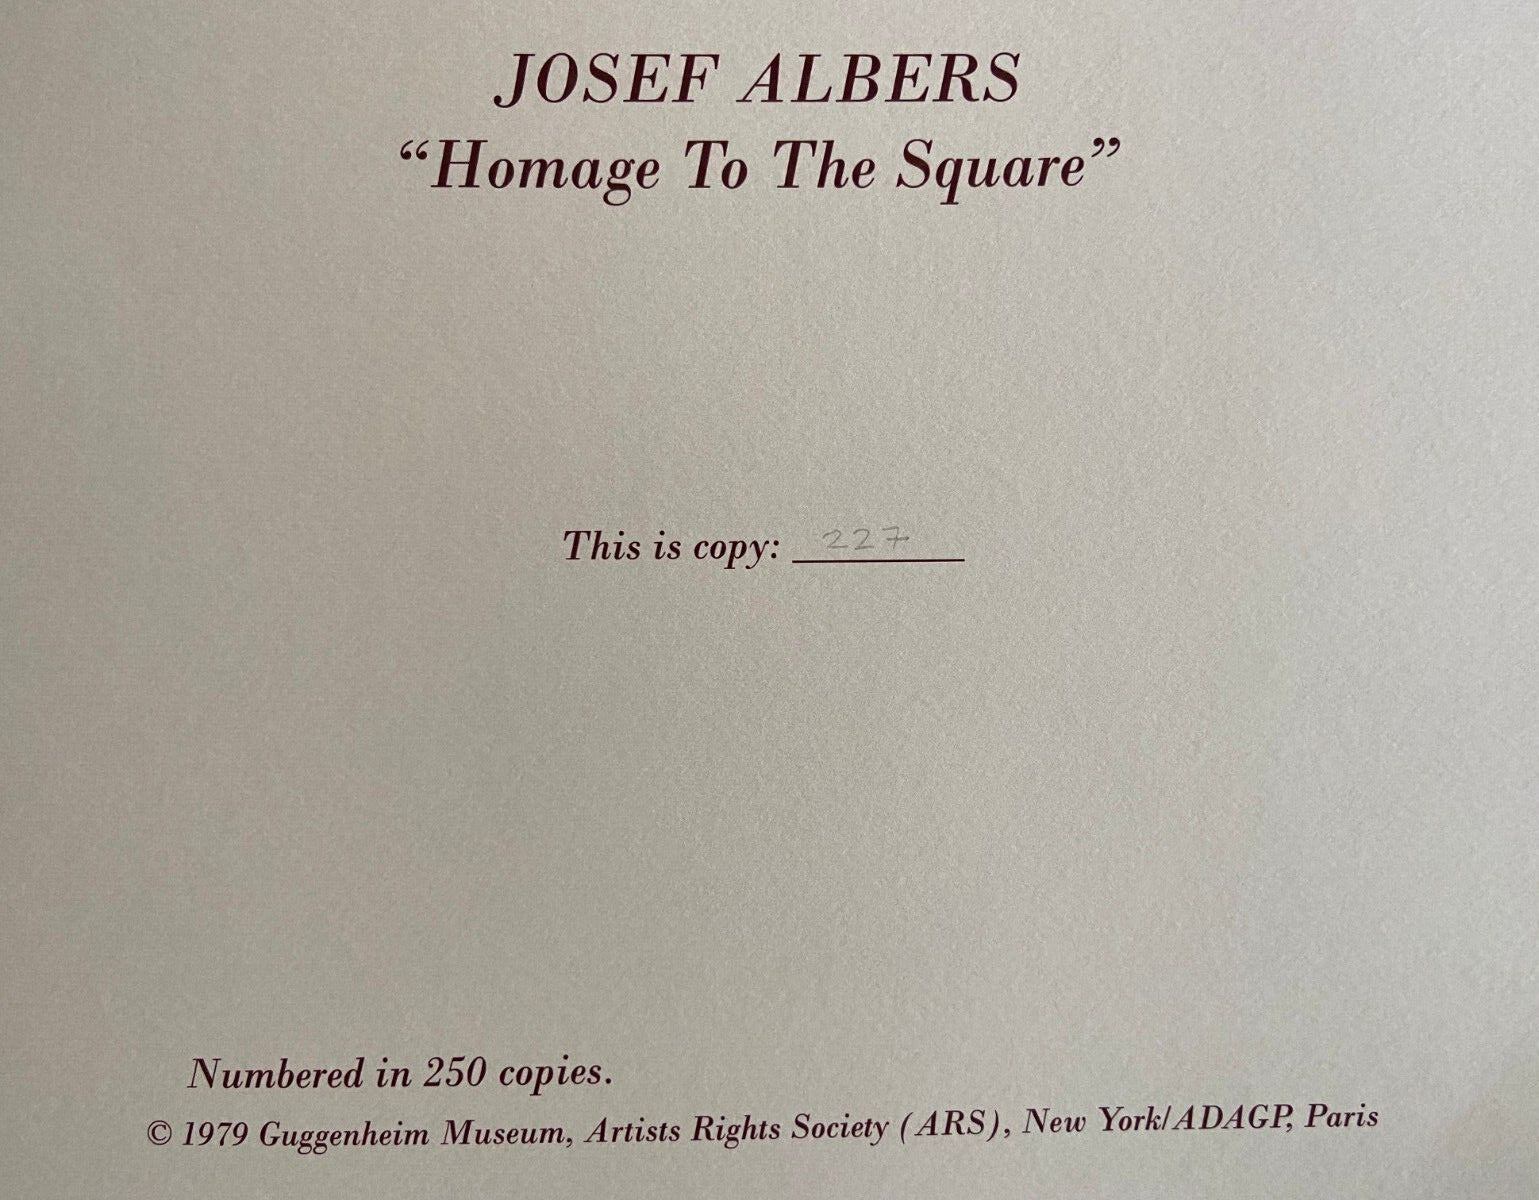 JOSEF ALBERS
“Homage To The Square”
This is copy: 227
Numbered in 250 copies.
© 1979 Guggenheim Museum, Artists Rights Society (ARS), New York/ADAGP, Paris